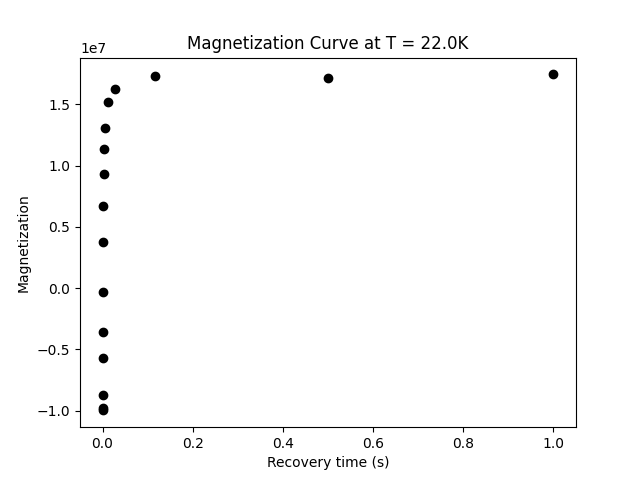 Magnetization Curve at T = 22.0K
1e7
1.5
1.0
0.5
0.0
−0.5
−1.0
Magnetization
0.0 0.2 0.4 0.6 0.8 1.0
Recovery time (s)